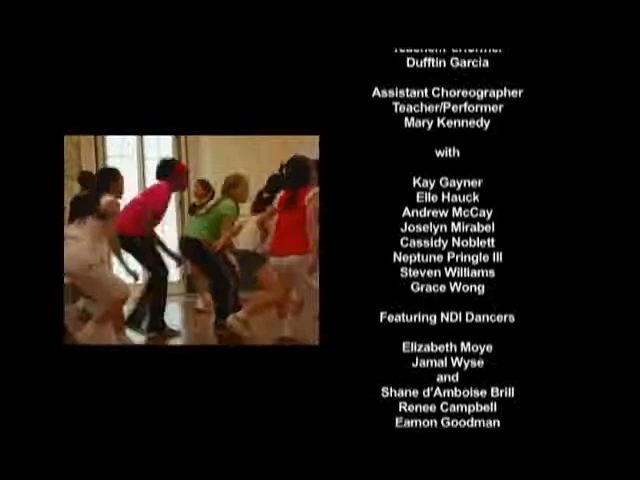 Dufftin Garcia
Assistant Choreographer
Teacher/Performer
Mary Kennedy
with
Kay Gayner
Elle Hauck
Andrew McCay
Joselyn Mirabel
Cassidy Noblett
Neptune Pringle III
Steven Williams
Grace Wong
Featuring NDI Dancers
Elizabeth Moye
Jamal Wyse
and
Shane d'Amboise Brill
Renee Campbell
Eamon Goodman